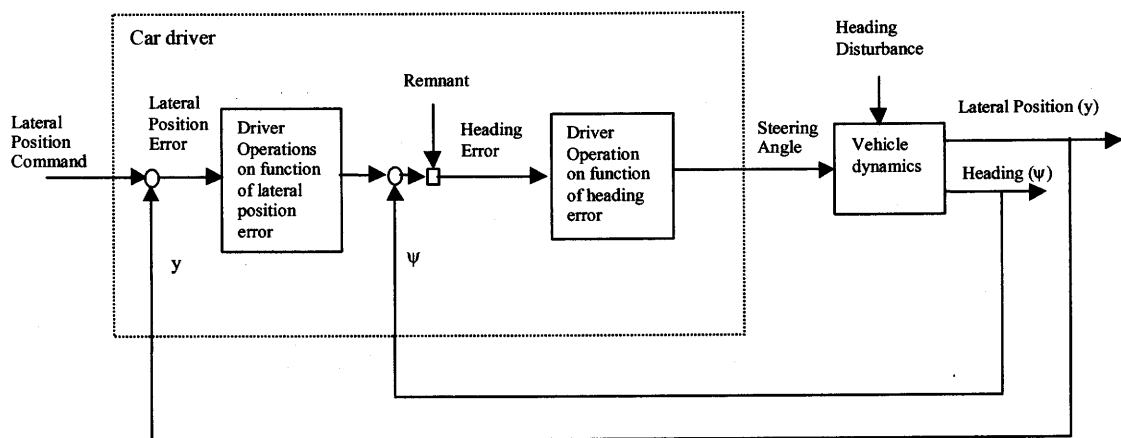 Car driver
Heading
Disturbance
Remnant
Lateral
Position
Command
Lateral
Position
Error
Driver
Operations
on function
of lateral
position
error
Heading
Error
Driver
Operation
on function
of heading
error
Steering
Angle
Vehicle
dynamics
Lateral Position (y)
Heading (ψ)
y
ψ